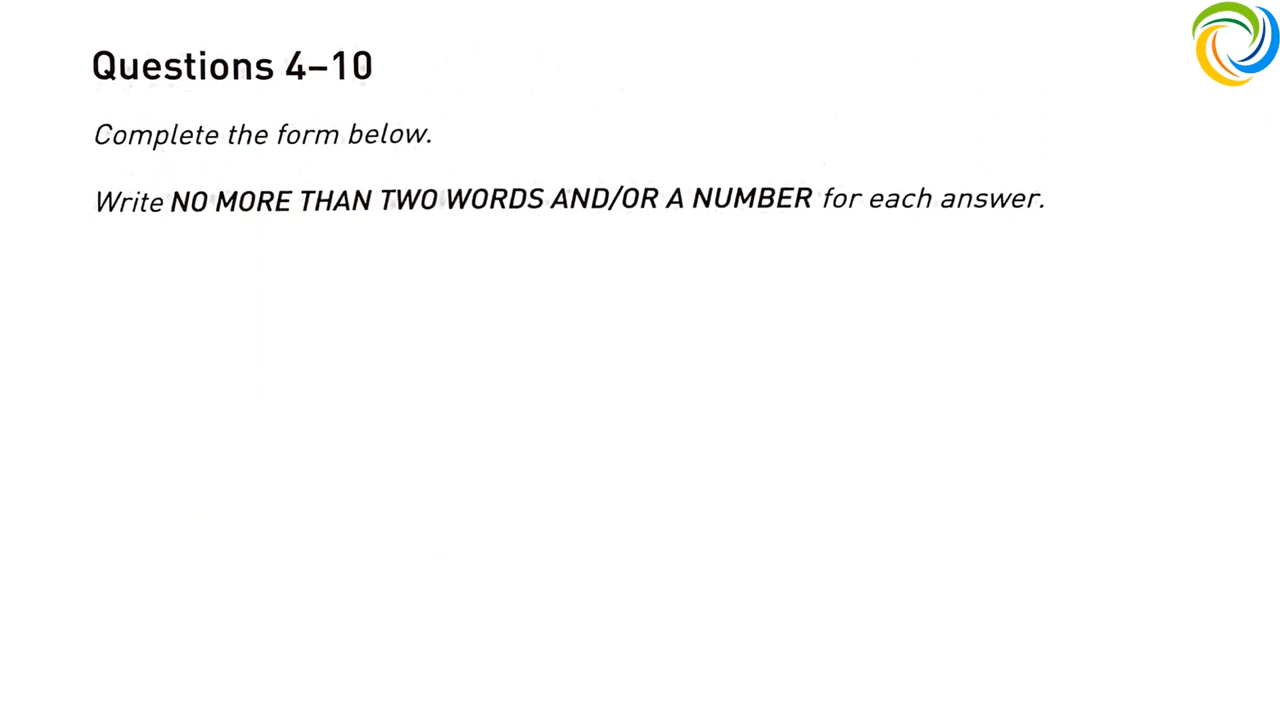 Questions 4–10
Complete the form below.
Write NO MORE THAN TWO WORDS AND/OR A NUMBER for each answer.